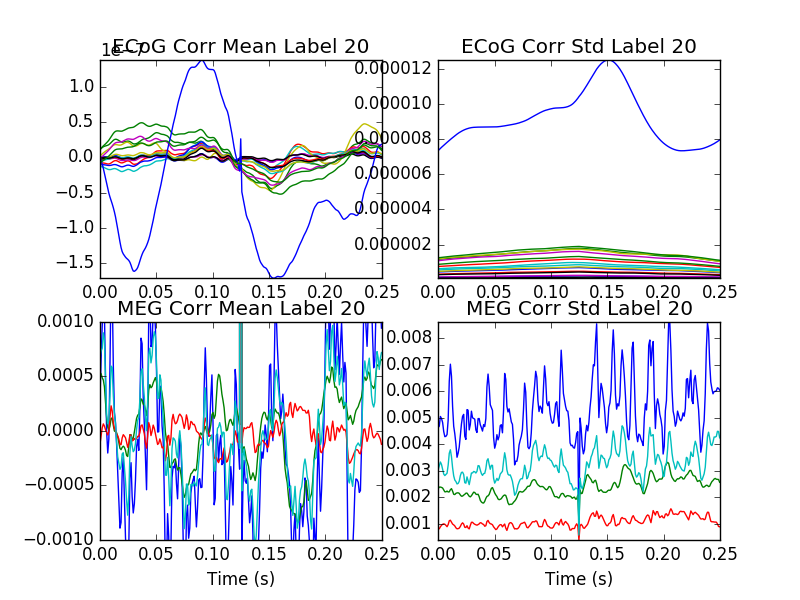 ECoG Corr Mean Label 20
1e−7
1.0
0.5
0.0
−0.5
−1.0
−1.5
0.00 0.05 0.10 0.15 0.20 0.25
ECoG Corr Std Label 20
0.000012
0.000010
0.000008
0.000006
0.000004
0.000002
0.00 0.05 0.10 0.15 0.20 0.25
MEG Corr Mean Label 20
0.0010
0.0005
0.0000
−0.0005
−0.0010
0.00 0.05 0.10 0.15 0.20 0.25
Time (s)
MEG Corr Std Label 20
0.008
0.007
0.006
0.005
0.004
0.003
0.002
0.001
0.00 0.05 0.10 0.15 0.20 0.25
Time (s)